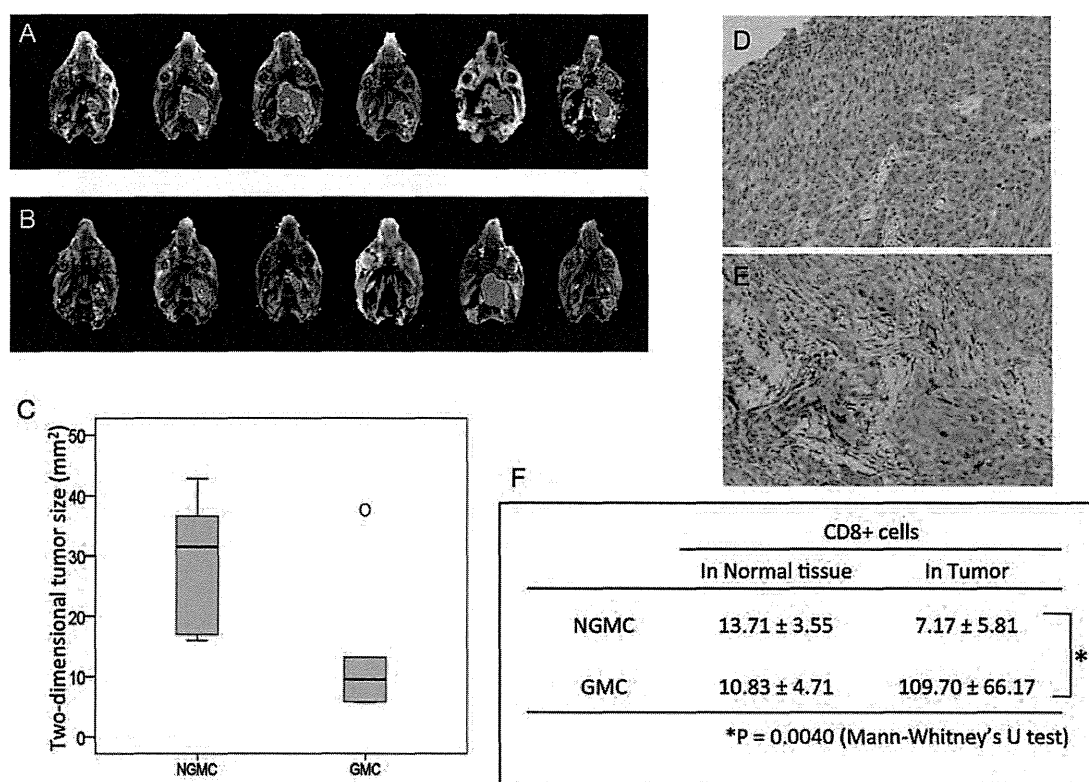 A
B
C
Two-dimensional tumor size (mm²)
50
40
30
20
10
0
NGMC
GMC
D
E
F
CD8+ cells
In Normal tissue In Tumor
NGMC 13.71 ± 3.55 7.17 ± 5.81
GMC 10.83 ± 4.71 109.70 ± 66.17
*
*P = 0.0040 (Mann-Whitney's U test)